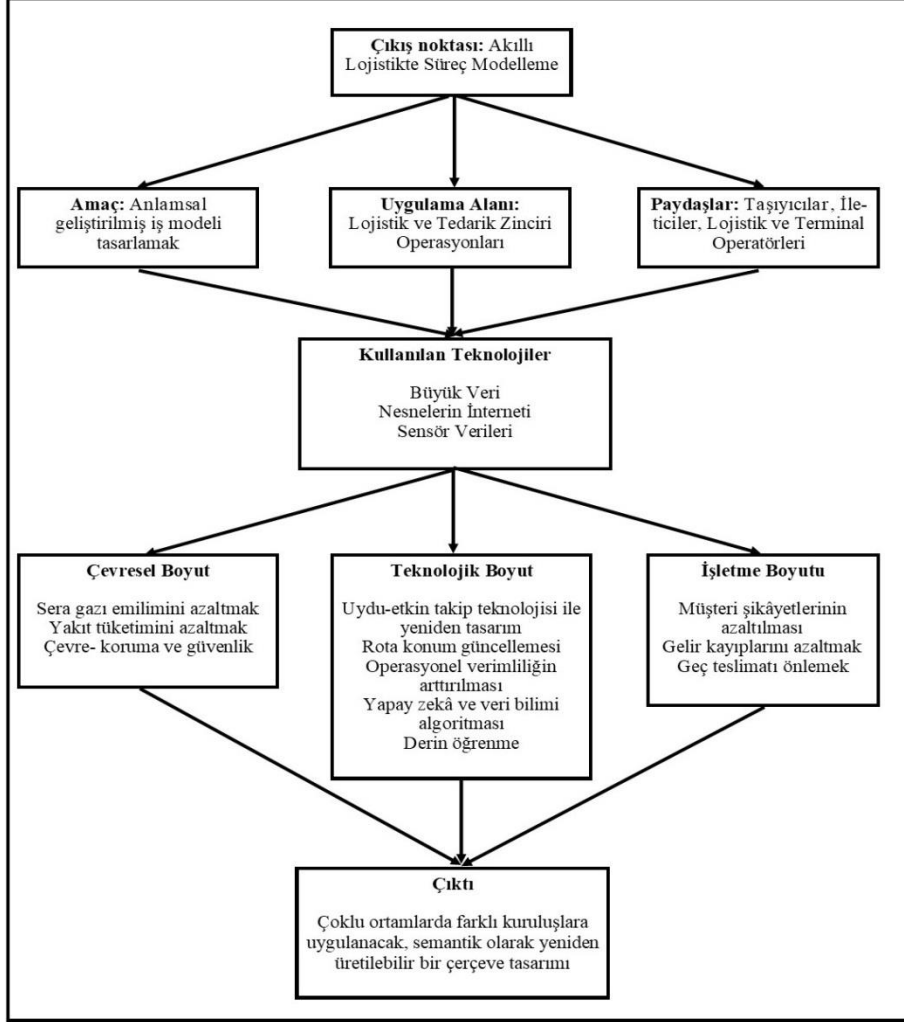 Çıkış noktası: Akıllı
Lojistikte Süreç Modelleme
Amaç: Anlamsal
geliştirilmiş iş modeli
tasarlamak
Uygulama Alanı:
Lojistik ve Tedarik Zinciri
Operasyonları
Paydaşlar: Taşıyıcılar, İle-
ticiler, Lojistik ve Terminal
Operatörleri
Kullanılan Teknolojiler
Büyük Veri
Nesnelerin İnterneti
Sensör Verileri
Çevresel Boyut
Sera gazı emilimini azaltmak
Yakıt tüketimini azaltmak
Çevre- koruma ve güvenlik
Teknolojik Boyut
Uydu-etkin takip teknolojisi ile
yeniden tasarım
Rota konum güncellemesi
Operasyonel verimliliğin
arttırılması
Yapay zekâ ve veri bilimi
algoritması
Derin öğrenme
İşletme Boyutu
Müşteri şikâyetlerinin
azaltılması
Gelir kayıplarını azaltmak
Geç teslimatı önlemek
Çıktı
Çoklu ortamlarda farklı kuruluşlara
uygulanacak, semantik olarak yeniden
üretilebilir bir çerçeve tasarımı